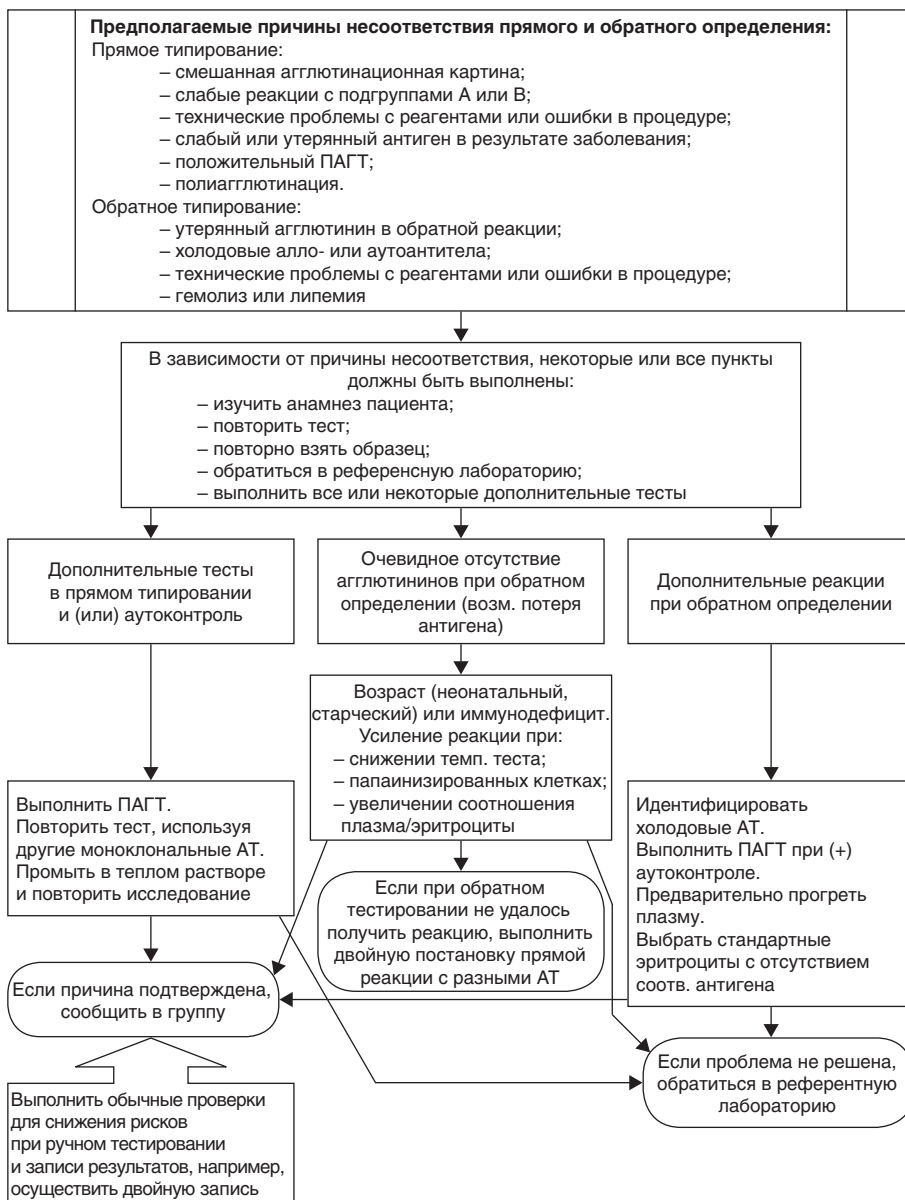 Предполагаемые причины несоответствия прямого и обратного определения:
Прямое типирование:
– смешанная агглютинационная картина;
– слабые реакции с подгруппами А или В;
– технические проблемы с реагентами или ошибки в процедуре;
– слабый или утерянный антиген в результате заболевания;
– положительный ПАГТ;
– полиагглютинация.
Обратное типирование:
– утерянный агглютинин в обратной реакции;
– холодовые алло- или аутоантитела;
– технические проблемы с реагентами или ошибки в процедуре;
– гемолиз или липемия
В зависимости от причины несоответствия, некоторые или все пункты
должны быть выполнены:
– изучить анамнез пациента;
– повторить тест;
– повторно взять образец;
– обратиться в референсную лабораторию;
– выполнить все или некоторые дополнительные тесты
Дополнительные тесты
в прямом типировании
и (или) аутоконтроль
Очевидное отсутствие
агглютининов при обратном
определении (возм. потеря
антигена)
Дополнительные реакции
при обратном определении
Возраст (неонатальный,
старческий) или иммунодефицит.
Усиление реакции при:
– снижении темп. теста;
– папаинизированных клетках;
– увеличении соотношения
плазма/эритроциты
Выполнить ПАГТ.
Повторить тест, используя
другие моноклональные АТ.
Промыть в теплом растворе
и повторить исследование
Идентифицировать
холодовые АТ.
Выполнить ПАГТ при (+)
аутоконтроле.
Предварительно прогреть
плазму.
Выбрать стандартные
эритроциты с отсутствием
соотв. антигена
Если при обратном
тестировании не удалось
получить реакцию, выполнить
двойную постановку прямой
реакции с разными АТ
Если причина подтверждена,
сообщить в группу
Если проблема не решена,
обратиться в референтную
лабораторию
Выполнить обычные проверки
для снижения рисков
при ручном тестировании
и записи результатов, например,
осуществить двойную запись